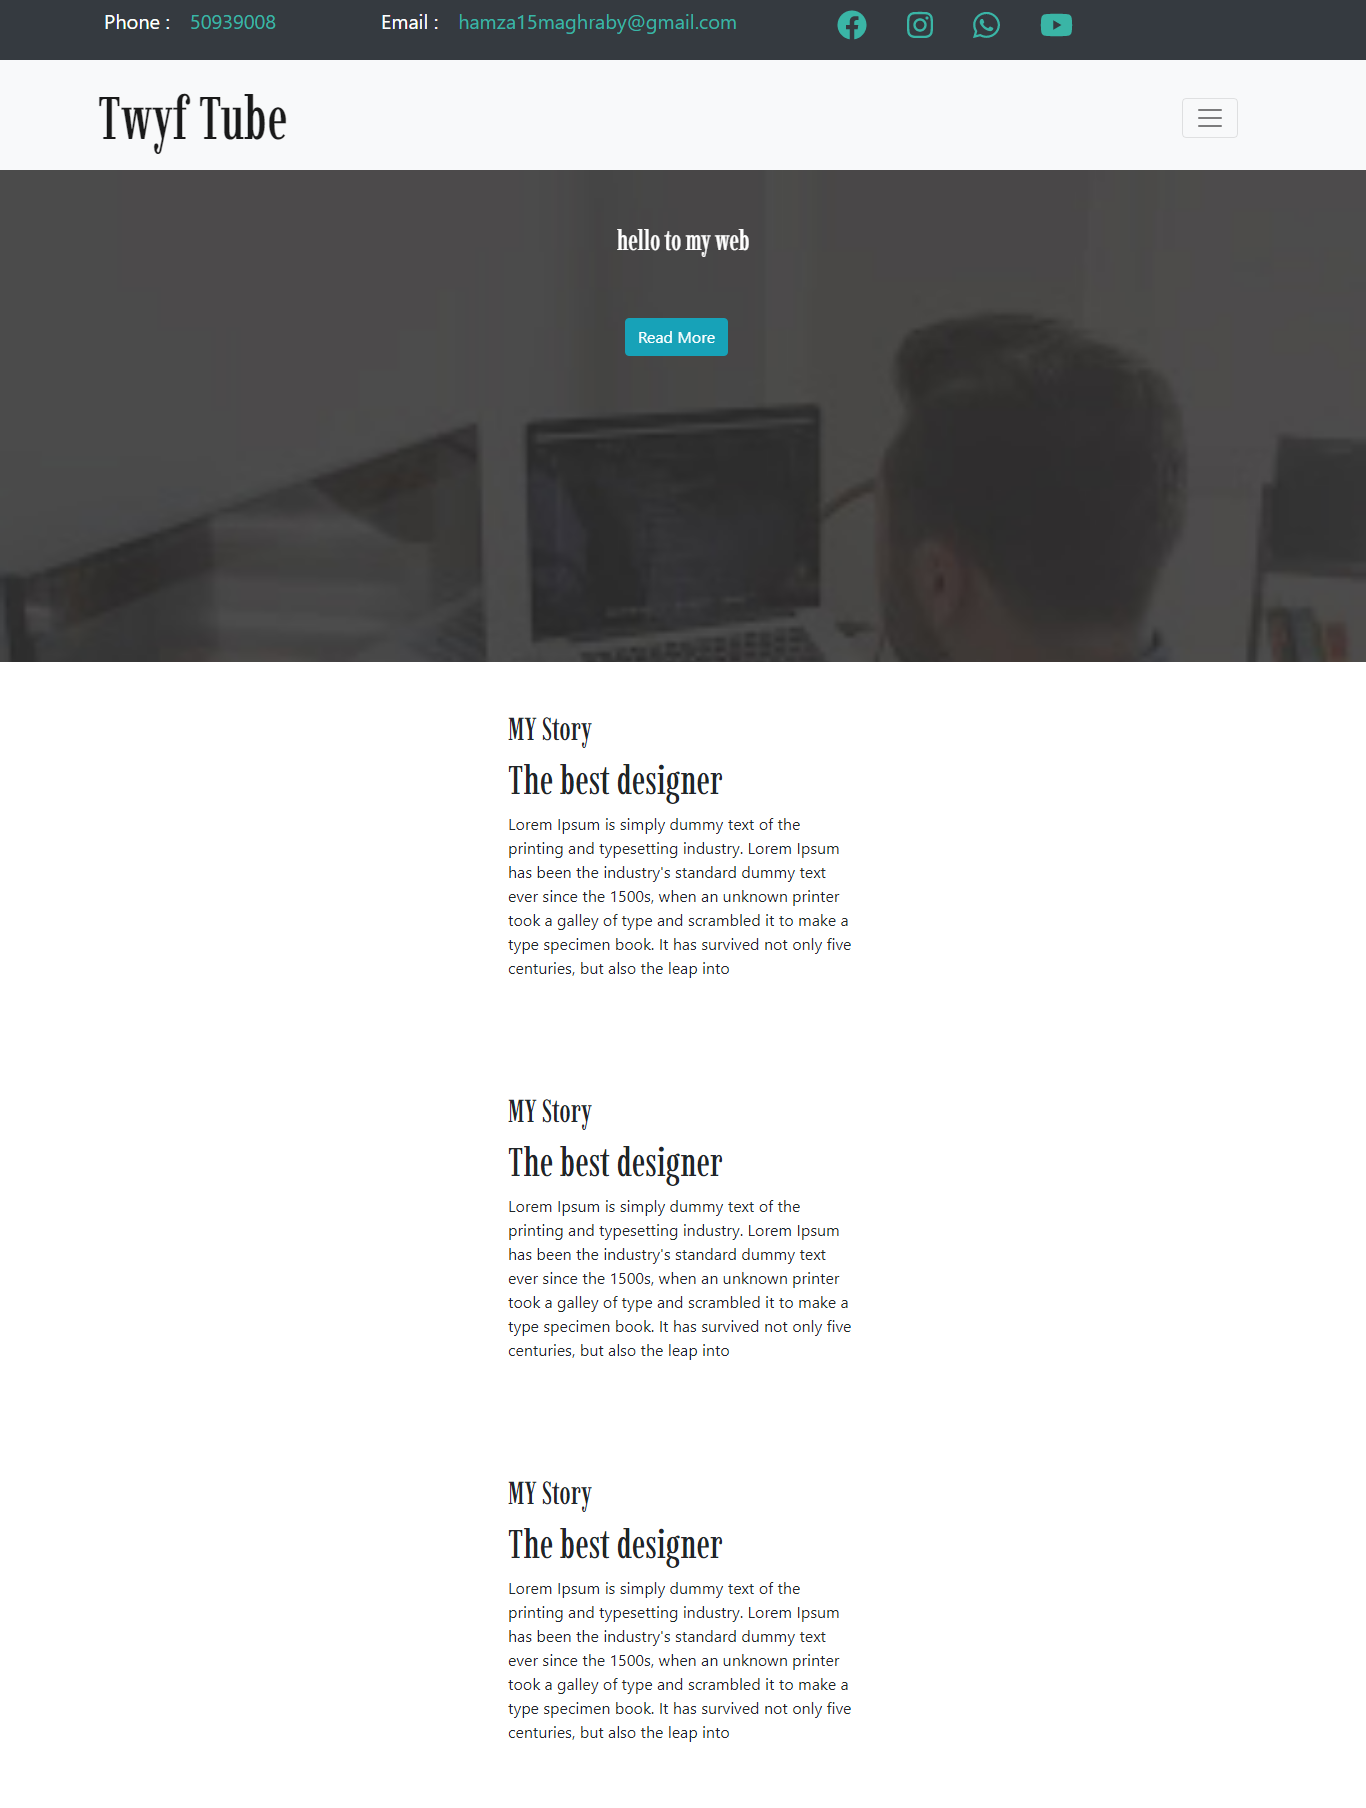 Phone : 50939008 Email : hamza15maghraby@gmail.com
Twyf Tube
hello to my web
Read More
MY Story
The best designer
Lorem Ipsum is simply dummy text of the
printing and typesetting industry. Lorem Ipsum
has been the industry's standard dummy text
ever since the 1500s, when an unknown printer
took a galley of type and scrambled it to make a
type specimen book. It has survived not only five
centuries, but also the leap into
MY Story
The best designer
Lorem Ipsum is simply dummy text of the
printing and typesetting industry. Lorem Ipsum
has been the industry's standard dummy text
ever since the 1500s, when an unknown printer
took a galley of type and scrambled it to make a
type specimen book. It has survived not only five
centuries, but also the leap into
MY Story
The best designer
Lorem Ipsum is simply dummy text of the
printing and typesetting industry. Lorem Ipsum
has been the industry's standard dummy text
ever since the 1500s, when an unknown printer
took a galley of type and scrambled it to make a
type specimen book. It has survived not only five
centuries, but also the leap into